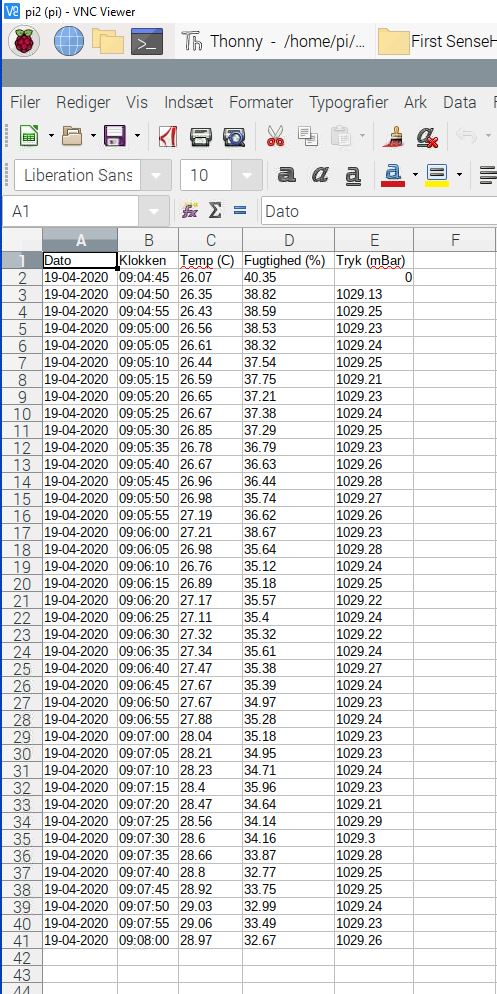 pi2 (pi) - VNC Viewer
Thonny - /home/pi/... First SenseH
Filer Rediger Vis Indsæt Formater Typografier Ark Data F
Liberation Sans 10 a a a a
A1 fx Σ = Dato
A B C D E F
1 Dato Klokken Temp (C) Fugtighed (%) Tryk (mBar)
2 19-04-2020 09:04:45 26.07 40.35 0
3 19-04-2020 09:04:50 26.35 38.82 1029.13
4 19-04-2020 09:04:55 26.43 38.59 1029.25
5 19-04-2020 09:05:00 26.56 38.53 1029.23
6 19-04-2020 09:05:05 26.61 38.32 1029.24
7 19-04-2020 09:05:10 26.44 37.54 1029.25
8 19-04-2020 09:05:15 26.59 37.75 1029.21
9 19-04-2020 09:05:20 26.65 37.21 1029.23
10 19-04-2020 09:05:25 26.67 37.38 1029.24
11 19-04-2020 09:05:30 26.85 37.29 1029.25
12 19-04-2020 09:05:35 26.78 36.79 1029.23
13 19-04-2020 09:05:40 26.67 36.63 1029.26
14 19-04-2020 09:05:45 26.96 36.44 1029.28
15 19-04-2020 09:05:50 26.98 35.74 1029.27
16 19-04-2020 09:05:55 27.19 36.62 1029.26
17 19-04-2020 09:06:00 27.21 38.67 1029.23
18 19-04-2020 09:06:05 26.98 35.64 1029.28
19 19-04-2020 09:06:10 26.76 35.12 1029.24
20 19-04-2020 09:06:15 26.89 35.18 1029.25
21 19-04-2020 09:06:20 27.17 35.57 1029.22
22 19-04-2020 09:06:25 27.11 35.4 1029.24
23 19-04-2020 09:06:30 27.32 35.32 1029.22
24 19-04-2020 09:06:35 27.34 35.61 1029.24
25 19-04-2020 09:06:40 27.47 35.38 1029.27
26 19-04-2020 09:06:45 27.67 35.39 1029.24
27 19-04-2020 09:06:50 27.67 34.97 1029.23
28 19-04-2020 09:06:55 27.88 35.28 1029.24
29 19-04-2020 09:07:00 28.04 35.18 1029.23
30 19-04-2020 09:07:05 28.21 34.95 1029.23
31 19-04-2020 09:07:10 28.23 34.71 1029.24
32 19-04-2020 09:07:15 28.4 35.96 1029.23
33 19-04-2020 09:07:20 28.47 34.64 1029.21
34 19-04-2020 09:07:25 28.56 34.14 1029.29
35 19-04-2020 09:07:30 28.6 34.16 1029.3
36 19-04-2020 09:07:35 28.66 33.87 1029.28
37 19-04-2020 09:07:40 28.8 32.77 1029.25
38 19-04-2020 09:07:45 28.92 33.75 1029.25
39 19-04-2020 09:07:50 29.03 32.99 1029.24
40 19-04-2020 09:07:55 29.06 33.49 1029.23
41 19-04-2020 09:08:00 28.97 32.67 1029.26
42
43
44